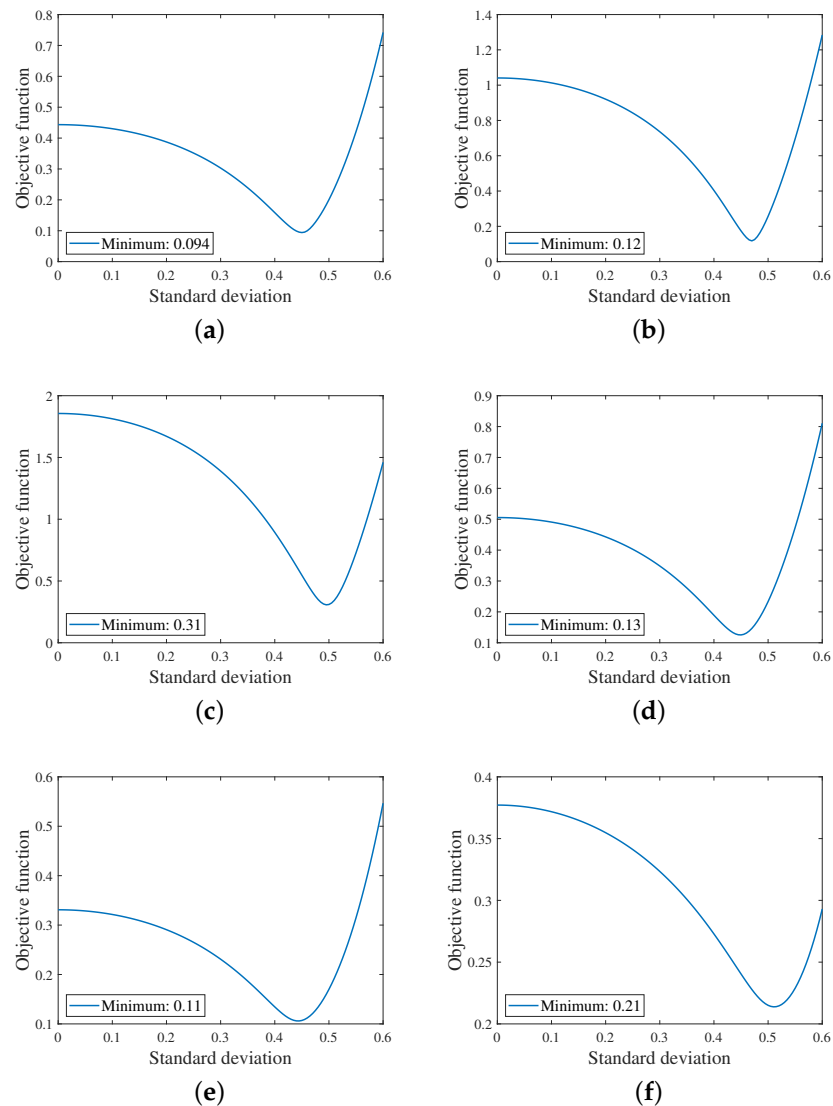 0.8
0.7
0.6
0.5
0.4
0.3
0.2
0.1
0
Objective function
Minimum: 0.094
0 0.1 0.2 0.3 0.4 0.5 0.6
Standard deviation
(a)
1.4
1.2
1
0.8
0.6
0.4
0.2
0
Objective function
Minimum: 0.12
0 0.1 0.2 0.3 0.4 0.5 0.6
Standard deviation
(b)
2
1.5
1
0.5
0
Objective function
Minimum: 0.31
0 0.1 0.2 0.3 0.4 0.5 0.6
Standard deviation
(c)
0.9
0.8
0.7
0.6
0.5
0.4
0.3
0.2
0.1
Objective function
Minimum: 0.13
0 0.1 0.2 0.3 0.4 0.5 0.6
Standard deviation
(d)
0.6
0.5
0.4
0.3
0.2
0.1
Objective function
Minimum: 0.11
0 0.1 0.2 0.3 0.4 0.5 0.6
Standard deviation
(e)
0.4
0.35
0.3
0.25
0.2
Objective function
Minimum: 0.21
0 0.1 0.2 0.3 0.4 0.5 0.6
Standard deviation
(f)